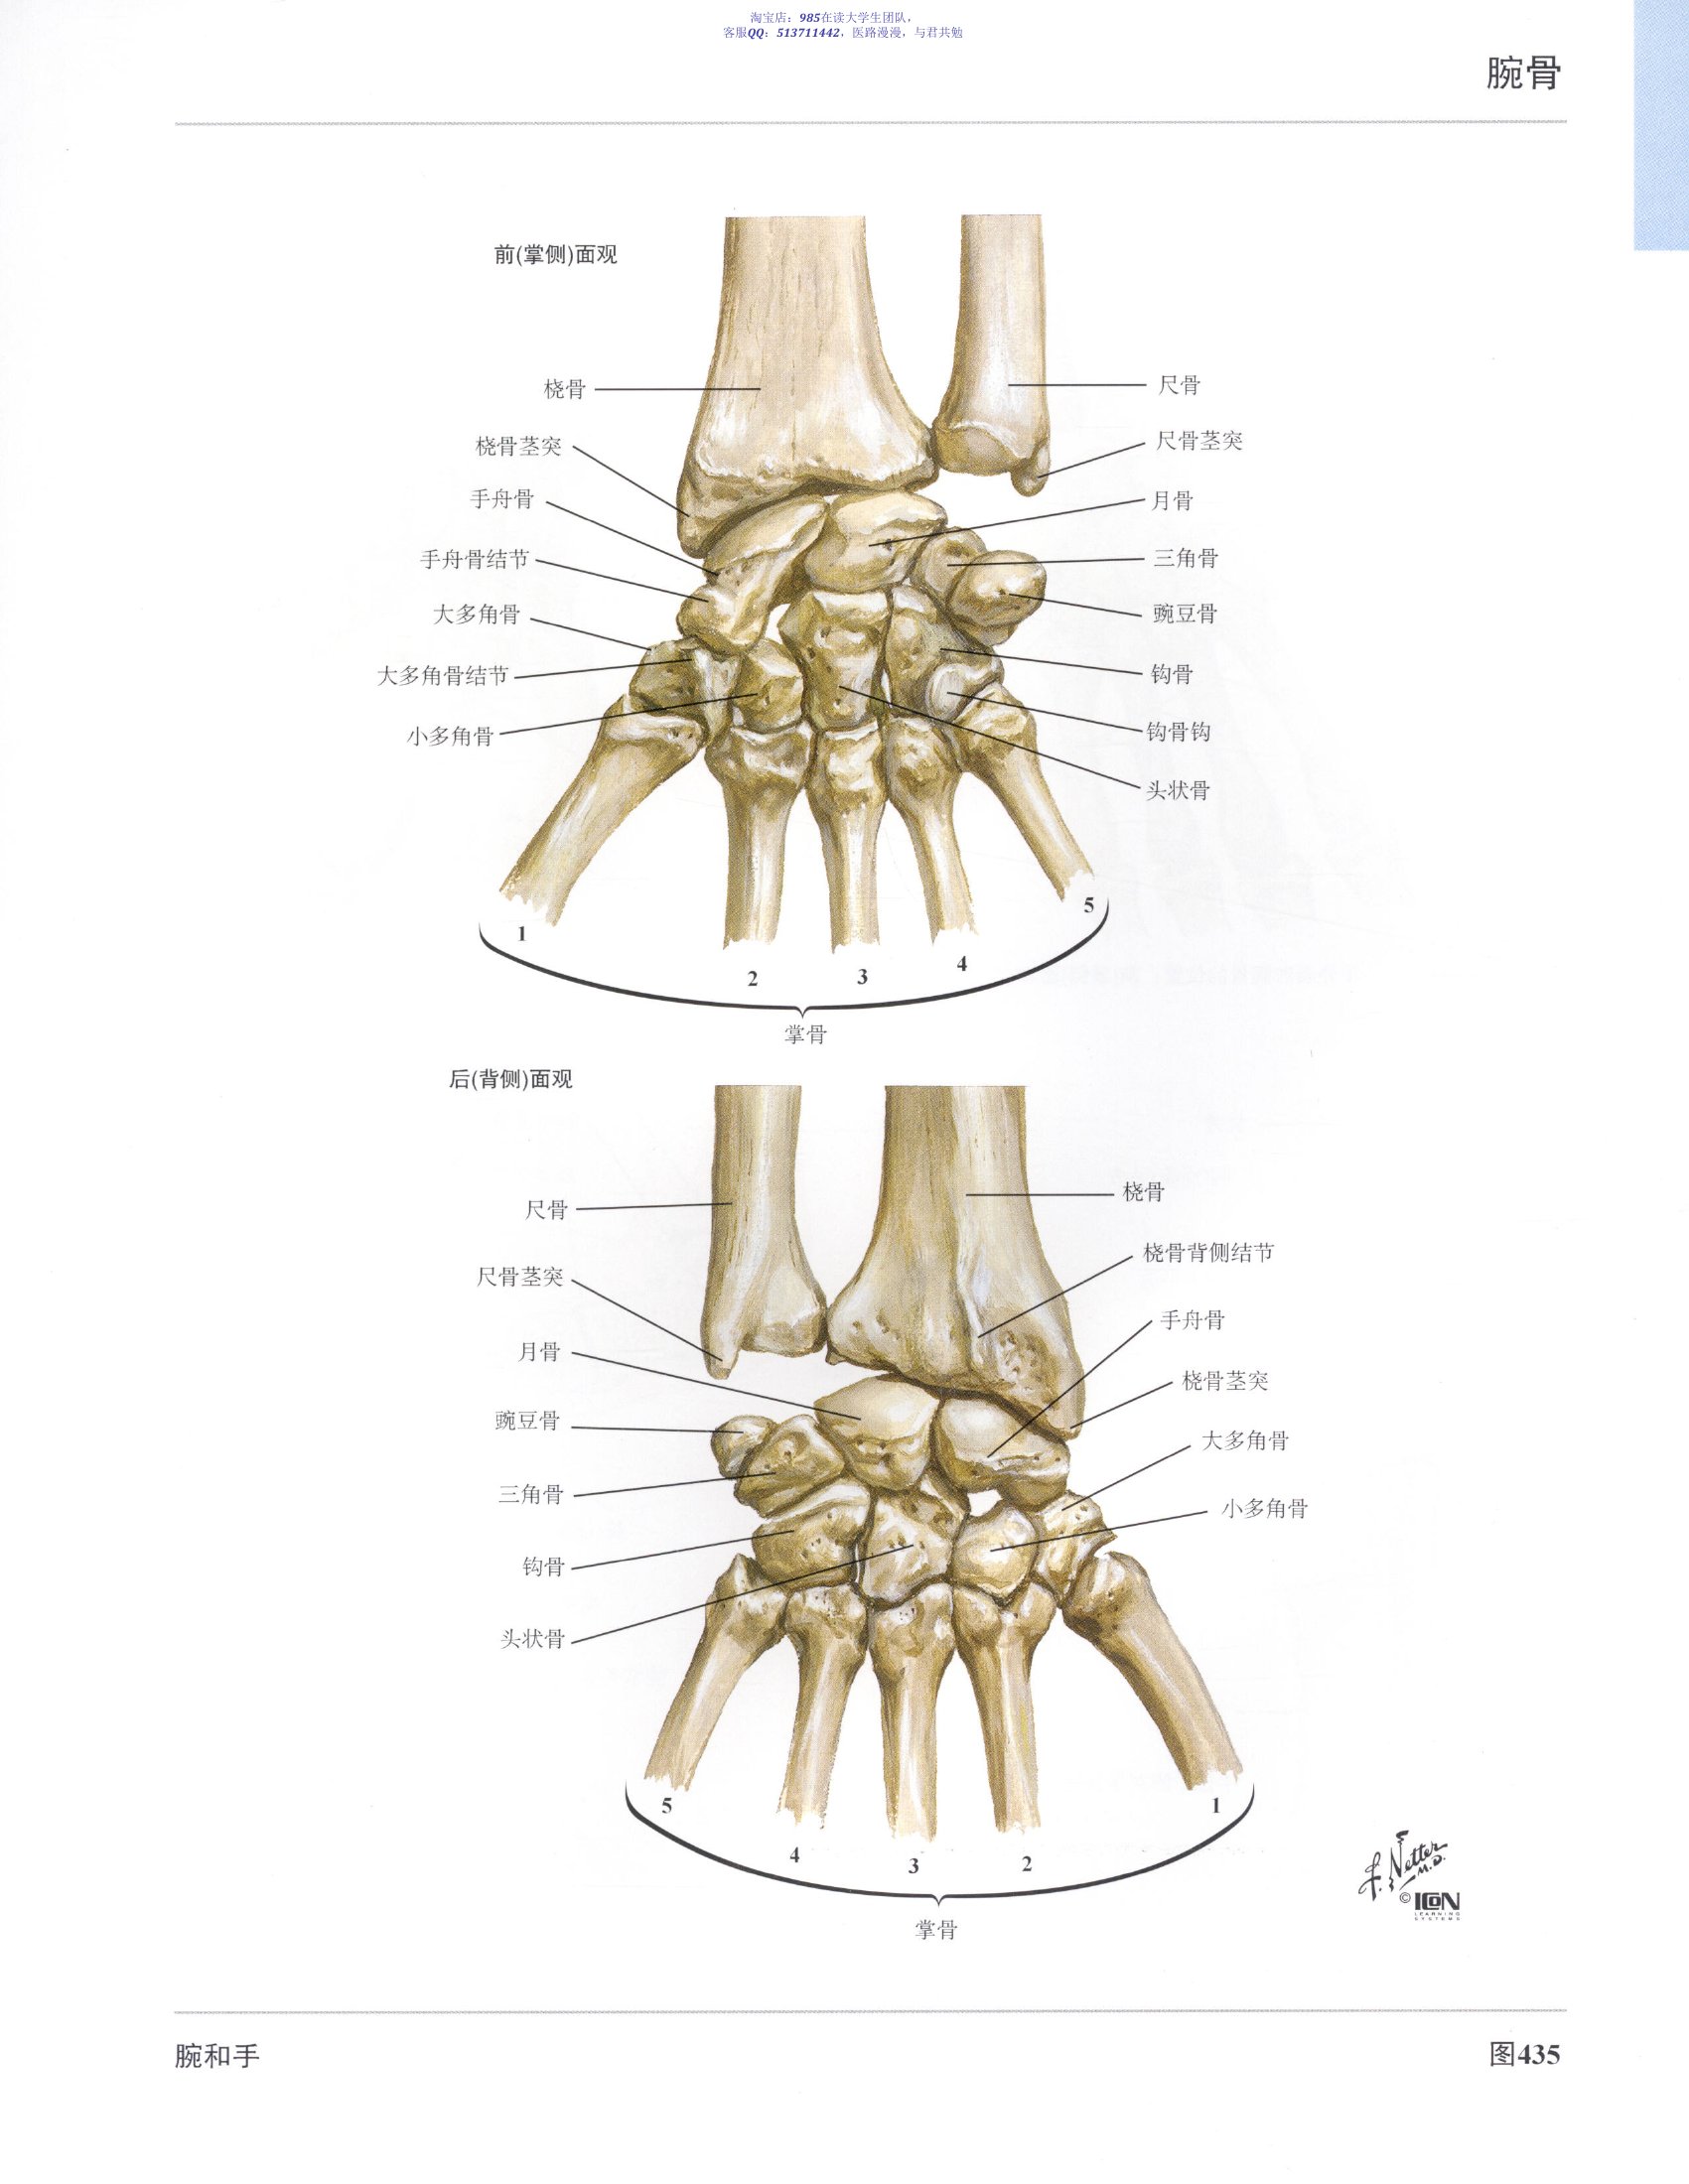 淘宝店：985在读大学生团队，
客服QQ：513711442，医路漫漫，与君共勉
腕骨
前(掌侧)面观
桡骨
桡骨茎突
手舟骨
手舟骨结节
大多角骨
大多角骨结节
小多角骨
尺骨
尺骨茎突
月骨
三角骨
豌豆骨
钩骨
钩骨钩
头状骨
1
2
3
4
5
掌骨
后(背侧)面观
尺骨
尺骨茎突
月骨
豌豆骨
三角骨
钩骨
头状骨
桡骨
桡骨背侧结节
手舟骨
桡骨茎突
大多角骨
小多角骨
5
4
3
2
1
掌骨
F. Netter M.D.
© ICON
LEARNING
SYSTEMS
腕和手
图435